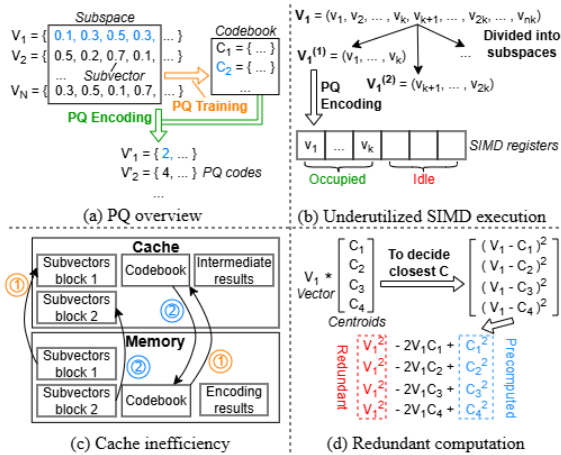 Subspace
V1 = { 0.1, 0.3, 0.5, 0.3, ... }
V2 = { 0.5, 0.2, 0.7, 0.1, ... }
... Subvector
VN = { 0.3, 0.5, 0.1, 0.7, ... }
Codebook
C1 = { ... }
C2 = { ... }
...
PQ Training
PQ Encoding
V'1 = { 2, ... }
V'2 = { 4, ... } PQ codes
...
(a) PQ overview
V1 = (v1, v2, ... , vk, vk+1, ... , v2k, ... , vnk)
Divided into
subspaces
V1(1) = (v1, ... , vk)
...
V1(2) = (vk+1, ... , v2k)
PQ
Encoding
v1 ... vk
SIMD registers
Occupied Idle
(b) Underutilized SIMD execution
Cache
①
Subvectors
block 1
Codebook
Intermediate
results
Subvectors
block 2
②
②
Memory
Subvectors
block 1
①
Subvectors
block 2
Codebook
Encoding
results
(c) Cache inefficiency
V1 *
Vector
C1
C2
C3
C4
Centroids
To decide
closest C
(V1 - C1)2
(V1 - C2)2
(V1 - C3)2
(V1 - C4)2
Redundant
V12 - 2V1C1 + C12
V12 - 2V1C2 + C22
V12 - 2V1C3 + C32
V12 - 2V1C4 + C42
Precomputed
(d) Redundant computation